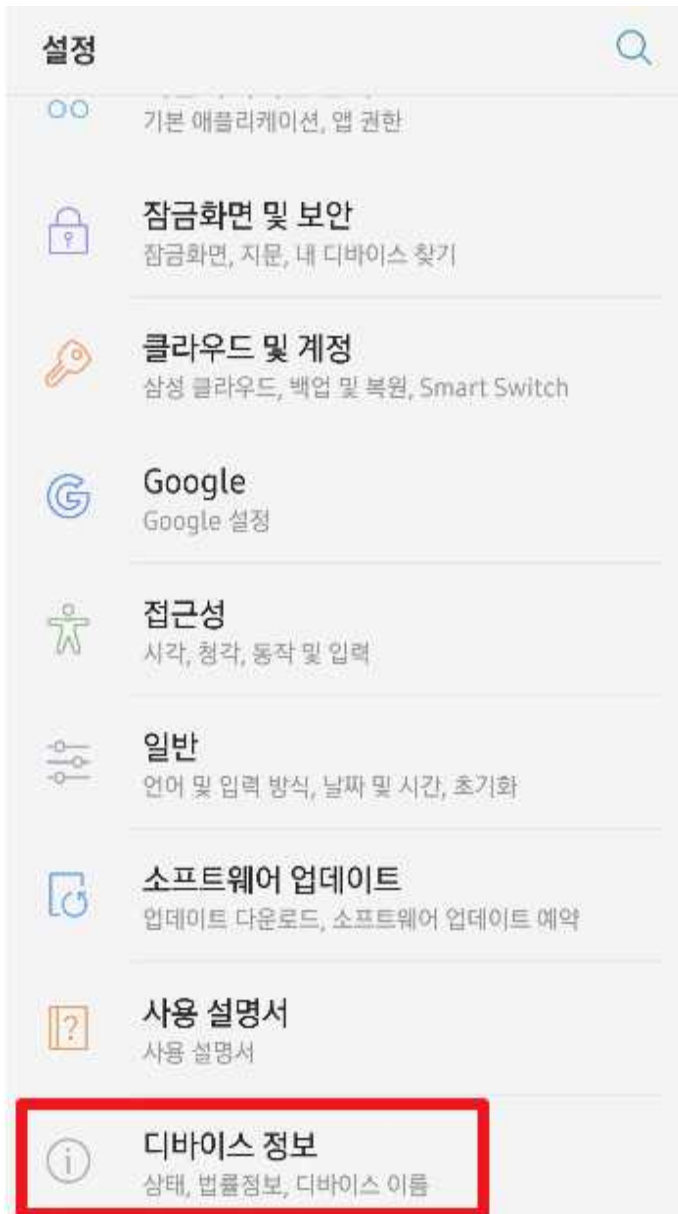 설정
기본 애플리케이션, 앱 권한
잠금화면 및 보안
잠금화면, 지문, 내 디바이스 찾기
클라우드 및 계정
삼성 클라우드, 백업 및 복원, Smart Switch
Google
Google 설정
접근성
시각, 청각, 동작 및 입력
일반
언어 및 입력 방식, 날짜 및 시간, 초기화
소프트웨어 업데이트
업데이트 다운로드, 소프트웨어 업데이트 예약
사용 설명서
사용 설명서
디바이스 정보
상태, 법률정보, 디바이스 이름